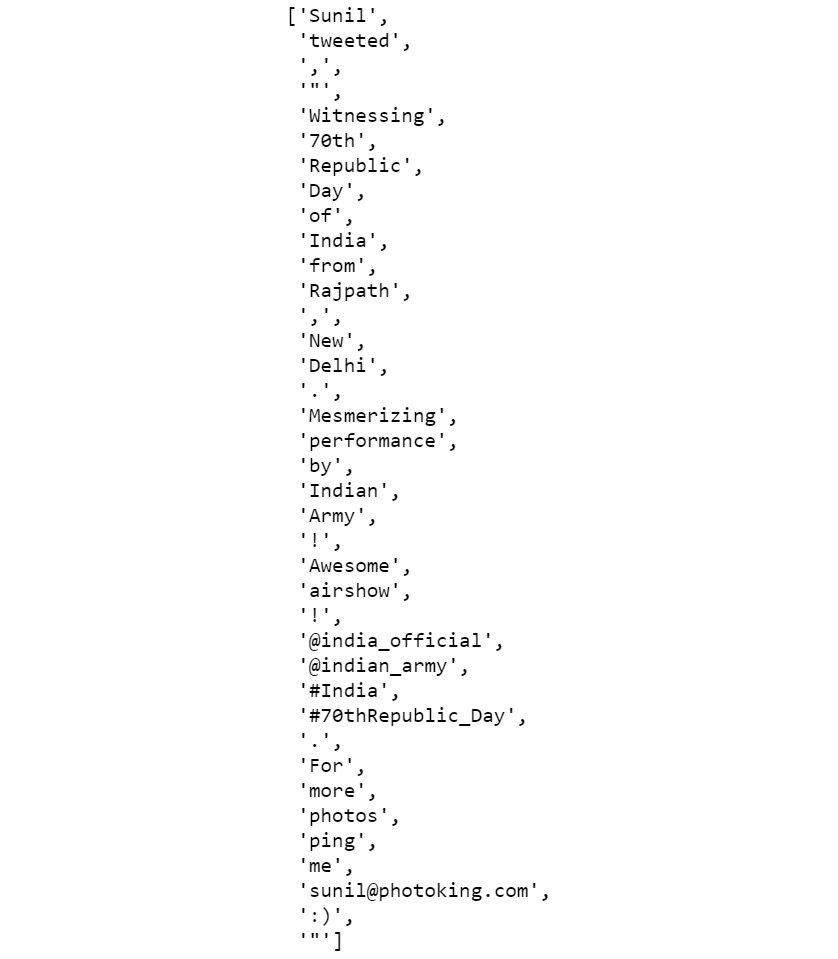 ['Sunil',
'tweeted',
',',
'"',
'Witnessing',
'70th',
'Republic',
'Day',
'of',
'India',
'from',
'Rajpath',
',',
'New',
'Delhi',
'.',
'Mesmerizing',
'performance',
'by',
'Indian',
'Army',
'!',
'Awesome',
'airshow',
'!',
'@india_official',
'@indian_army',
'#India',
'#70thRepublic_Day',
'.',
'For',
'more',
'photos',
'ping',
'me',
'sunil@photoking.com',
':)',
'"']